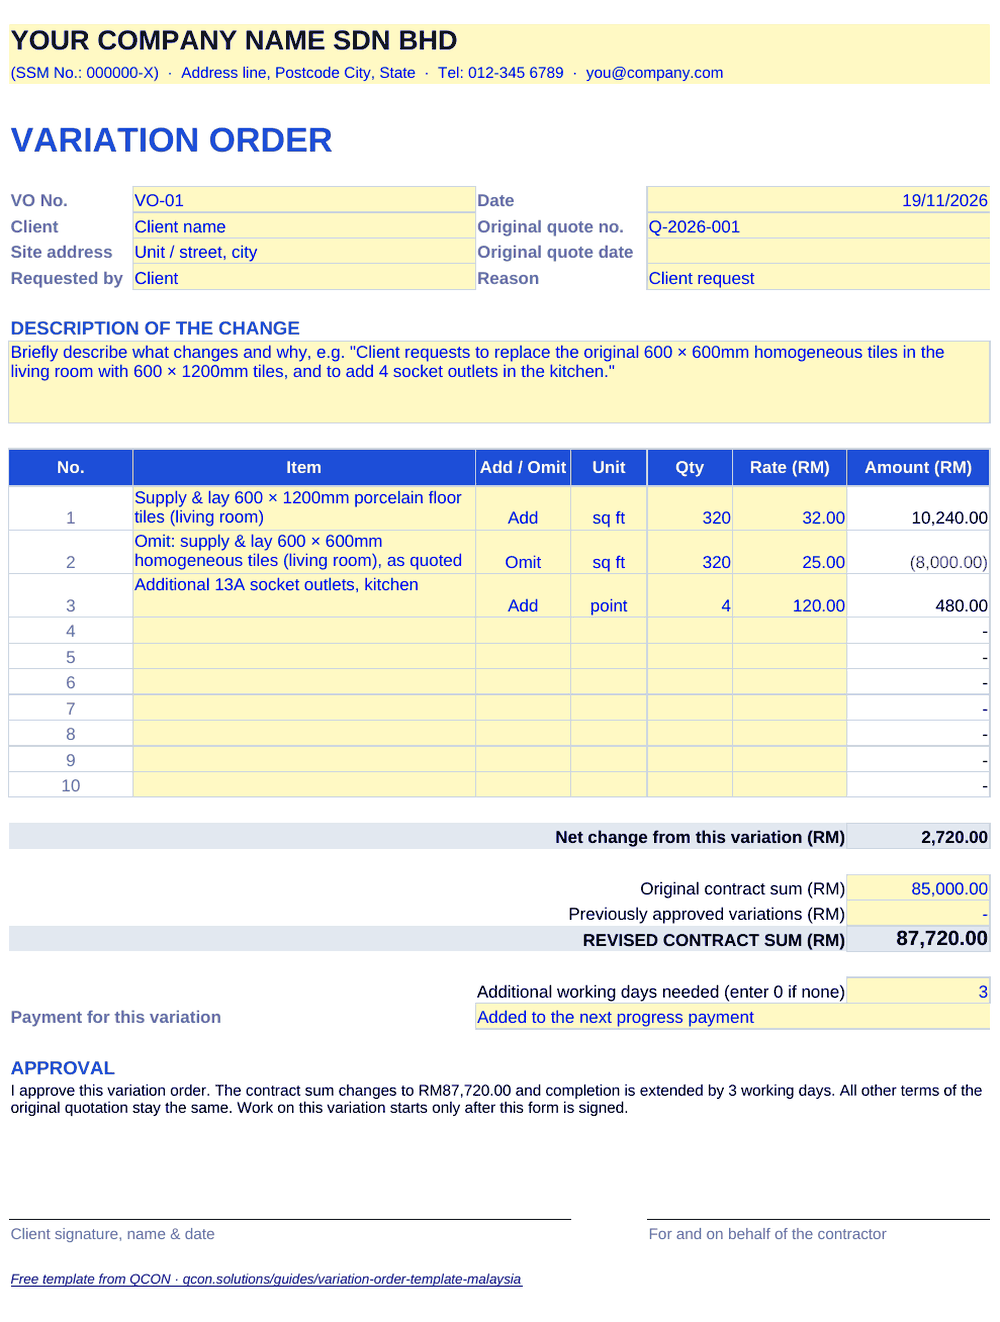 YOUR COMPANY NAME SDN BHD
(SSM No.: 000000-X) · Address line, Postcode City, State · Tel: 012-345 6789 · you@company.com
VARIATION ORDER
VO No. VO-01 Date 19/11/2026
Client Client name Original quote no. Q-2026-001
Site address Unit / street, city Original quote date
Requested by Client Reason Client request
DESCRIPTION OF THE CHANGE
Briefly describe what changes and why, e.g. "Client requests to replace the original 600 × 600mm homogeneous tiles in the
living room with 600 × 1200mm tiles, and to add 4 socket outlets in the kitchen."
No. Item Add / Omit Unit Qty Rate (RM) Amount (RM)
Supply & lay 600 × 1200mm porcelain floor
1 tiles (living room) Add sq ft 320 32.00 10,240.00
Omit: supply & lay 600 × 600mm
2 homogeneous tiles (living room), as quoted Omit sq ft 320 25.00 (8,000.00)
Additional 13A socket outlets, kitchen
3 Add point 4 120.00 480.00
4 -
5 -
6 -
7 -
8 -
9 -
10 -
Net change from this variation (RM) 2,720.00
Original contract sum (RM) 85,000.00
Previously approved variations (RM) -
REVISED CONTRACT SUM (RM) 87,720.00
Additional working days needed (enter 0 if none) 3
Payment for this variation Added to the next progress payment
APPROVAL
I approve this variation order. The contract sum changes to RM87,720.00 and completion is extended by 3 working days. All other terms of the
original quotation stay the same. Work on this variation starts only after this form is signed.
Client signature, name & date For and on behalf of the contractor
Free template from QCON · qcon.solutions/guides/variation-order-template-malaysia